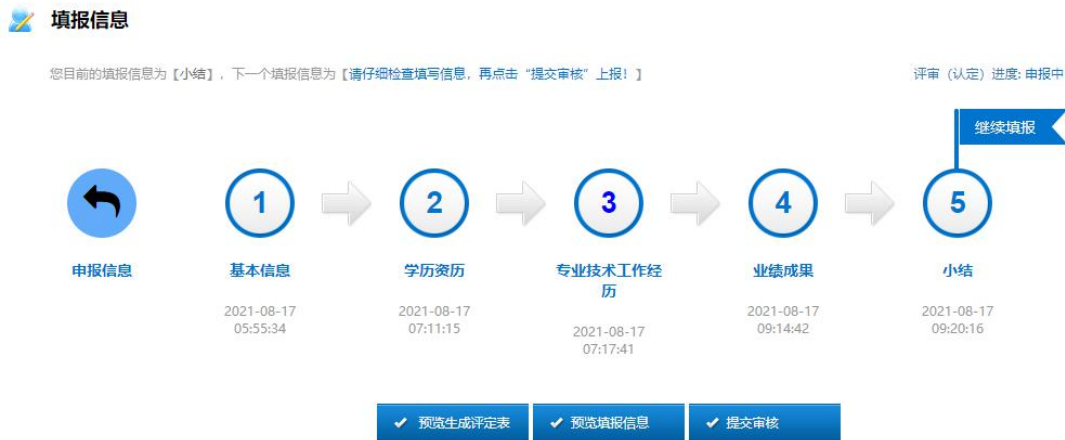 填报信息
您目前的填报信息为【小结】, 下一个填报信息为【请仔细检查填写信息, 再点击“提交审核”上报! 】
评审 (认定) 进度: 申报中
继续填报
1 2 3 4 5
申报信息 基本信息 学历资历 专业技术工作经历 业绩成果 小结
2021-08-17 05:55:34
2021-08-17 07:11:15
2021-08-17 07:17:41
2021-08-17 09:14:42
2021-08-17 09:20:16
预览生成评定表 预览填报信息 提交审核